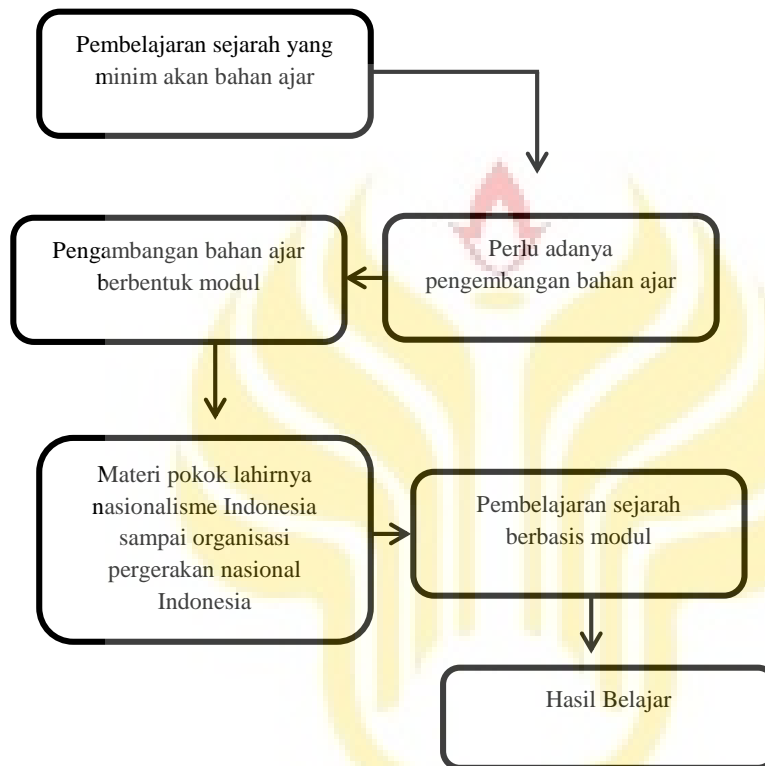 Pembelajaran sejarah yang
minim akan bahan ajar
Perlu adanya
pengembangan bahan ajar
Pengambangan bahan ajar
berbentuk modul
Materi pokok lahirnya
nasionalisme Indonesia
sampai organisasi
pergerakan nasional
Indonesia
Pembelajaran sejarah
berbasis modul
Hasil Belajar